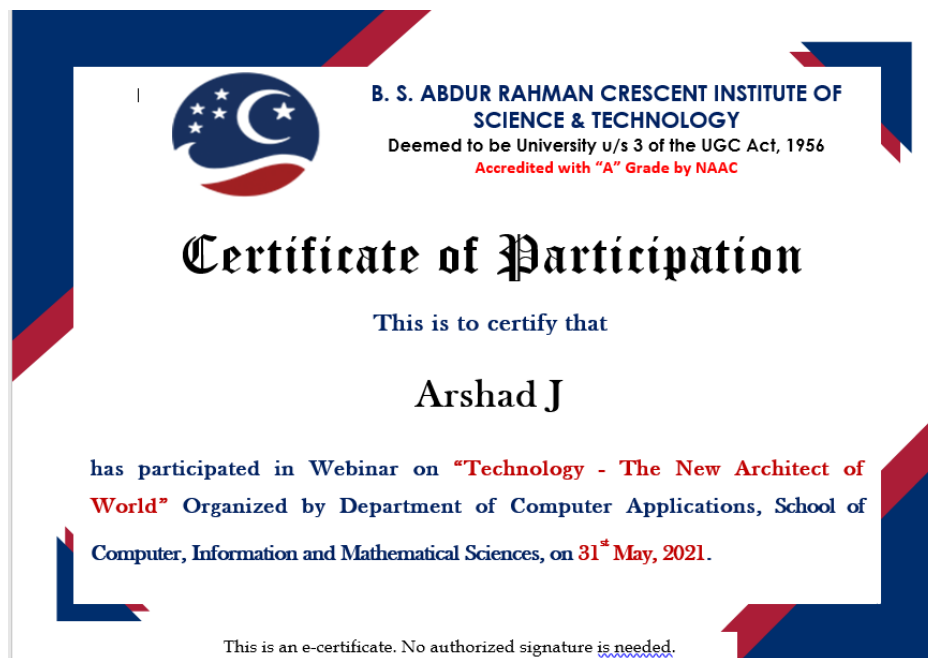 B. S. ABDUR RAHMAN CRESCENT INSTITUTE OF
SCIENCE & TECHNOLOGY
Deemed to be University u/s 3 of the UGC Act, 1956
Accredited with “A” Grade by NAAC
Certificate of Participation
This is to certify that
Arshad J
has participated in Webinar on “Technology - The New Architect of
World” Organized by Department of Computer Applications, School of
Computer, Information and Mathematical Sciences, on 31st May, 2021.
This is an e-certificate. No authorized signature is needed.